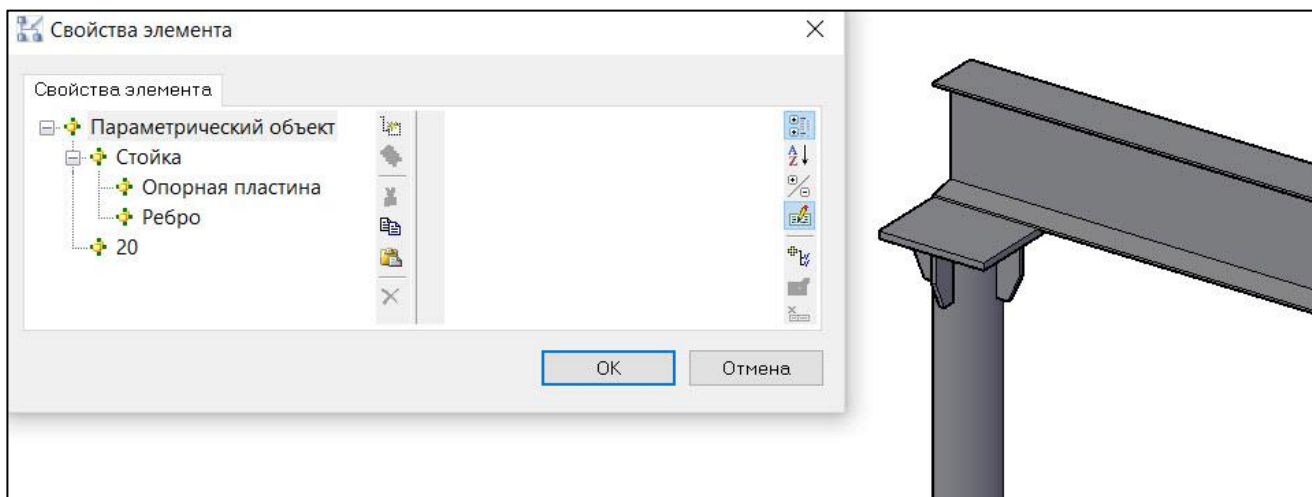 Свойства элемента
Свойства элемента
Параметрический объект
Стойка
Опорная пластина
Ребро
20
OK
Отмена